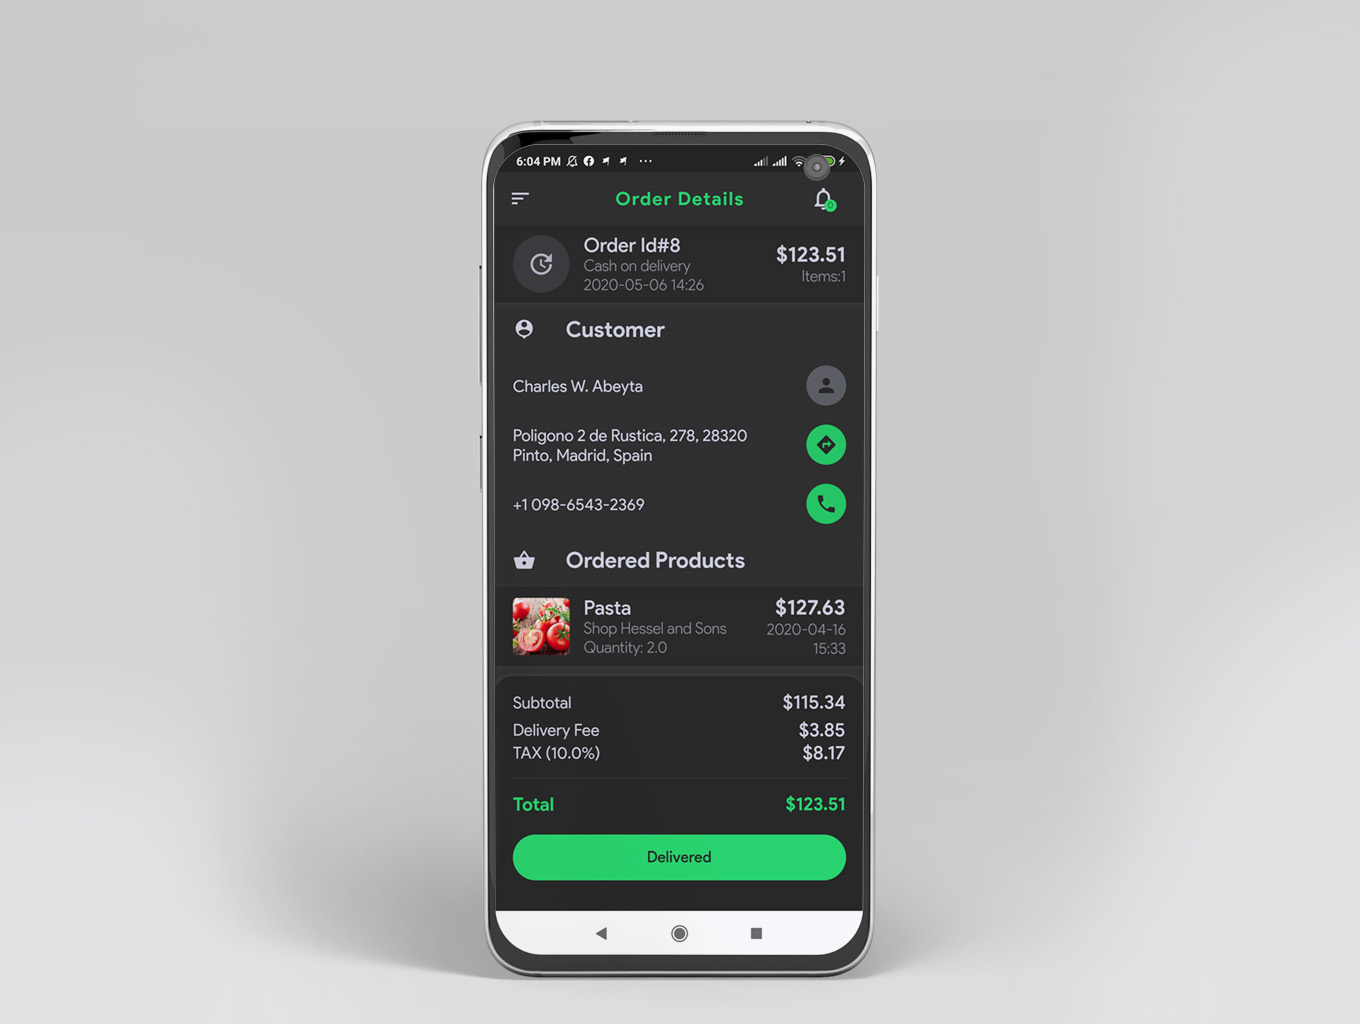 6:04 PM
Order Details
0
Order Id#8
$123.51
Cash on delivery
Items:1
2020-05-06 14:26
Customer
Charles W. Abeyta
Poligono 2 de Rustica, 278, 28320
Pinto, Madrid, Spain
+1 098-6543-2369
Ordered Products
Pasta
$127.63
Shop Hessel and Sons
2020-04-16
Quantity: 2.0
15:33
Subtotal
$115.34
Delivery Fee
$3.85
TAX (10.0%)
$8.17
Total
$123.51
Delivered